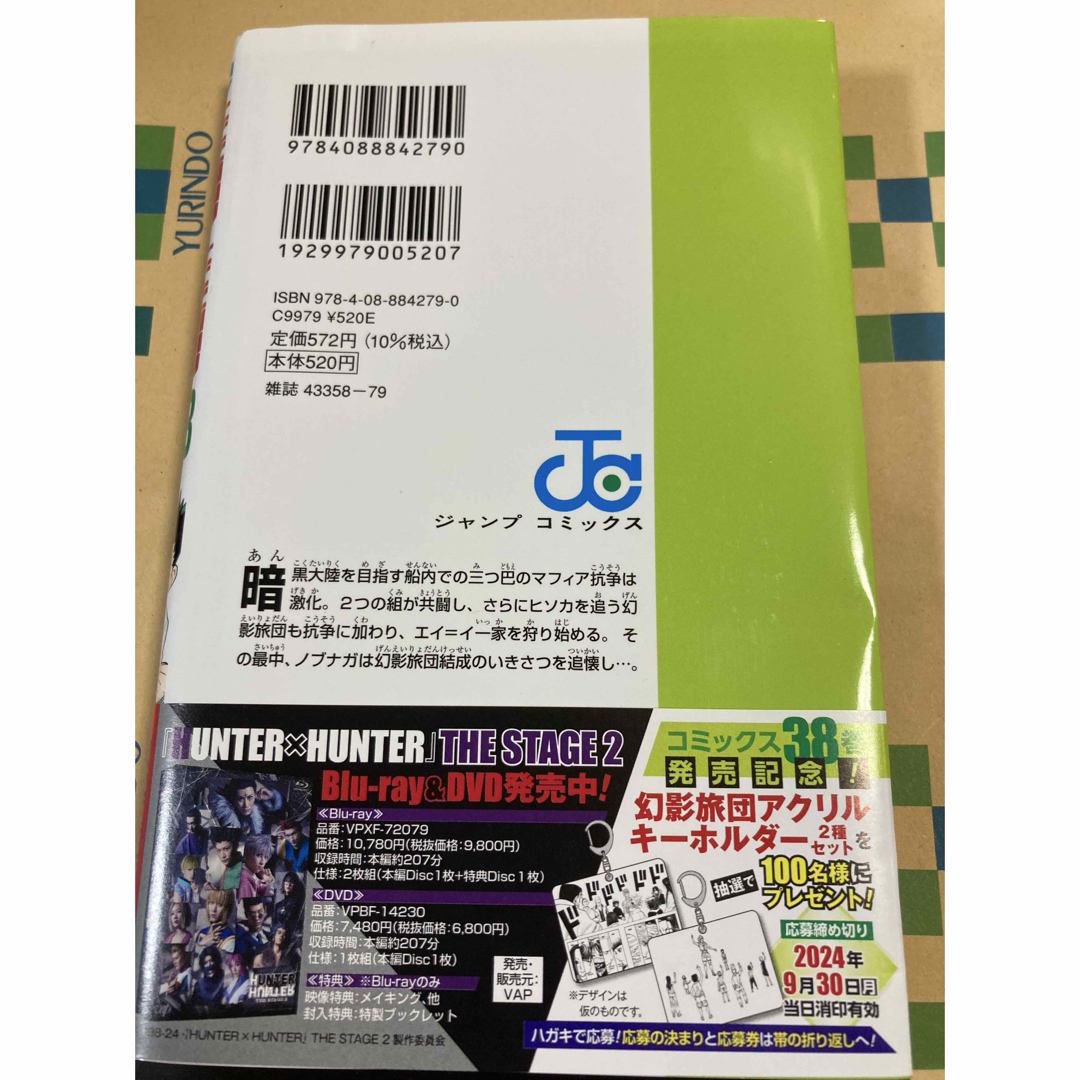 YURINDO
9784088842790
1929979005207
ISBN 978-4-08-884279-0
C9979 ¥520E
定価572円 (10%税込)
本体520円
雑誌 43358-79
JC
ジャンプ コミックス
暗黒大陸を目指す船内での三つ巴のマフィア抗争は
激化。2つの組が共闘し、さらにヒソカを追う幻
影旅団も抗争に加わり、エイ=イ一家を狩り始める。そ
の最中、ノブナガは幻影旅団結成のいきさつを追懐し…。
『HUNTER×HUNTER』THE STAGE 2
Blu-ray&DVD発売中!
≪Blu-ray≫
品番:VPXF-72079
価格:10,780円(税抜価格:9,800円)
収録時間:本編約207分
仕様:2枚組(本編Disc1枚+特典Disc1枚)
≪DVD≫
品番:VPBF-14230
価格:7,480円(税抜価格:6,800円)
収録時間:本編約207分
仕様:1枚組(本編Disc1枚)
≪特典≫ ※Blu-rayのみ
映像特典:メイキング、他
封入特典:特製ブックレット
発売・
販売元:
VAP
HUNTER×HUNTER
THE STAGE 2
『HUNTER×HUNTER』THE STAGE 2 製作委員会
コミックス38巻
発売記念!
幻影旅団アクリル
キーホルダー2種セットを
抽選で
100名様に
プレゼント!
応募締め切り
2024年
9月30日月
当日消印有効
※デザインは
仮のものです。
ハガキで応募!応募の決まりと応募券は帯の折り返しへ!